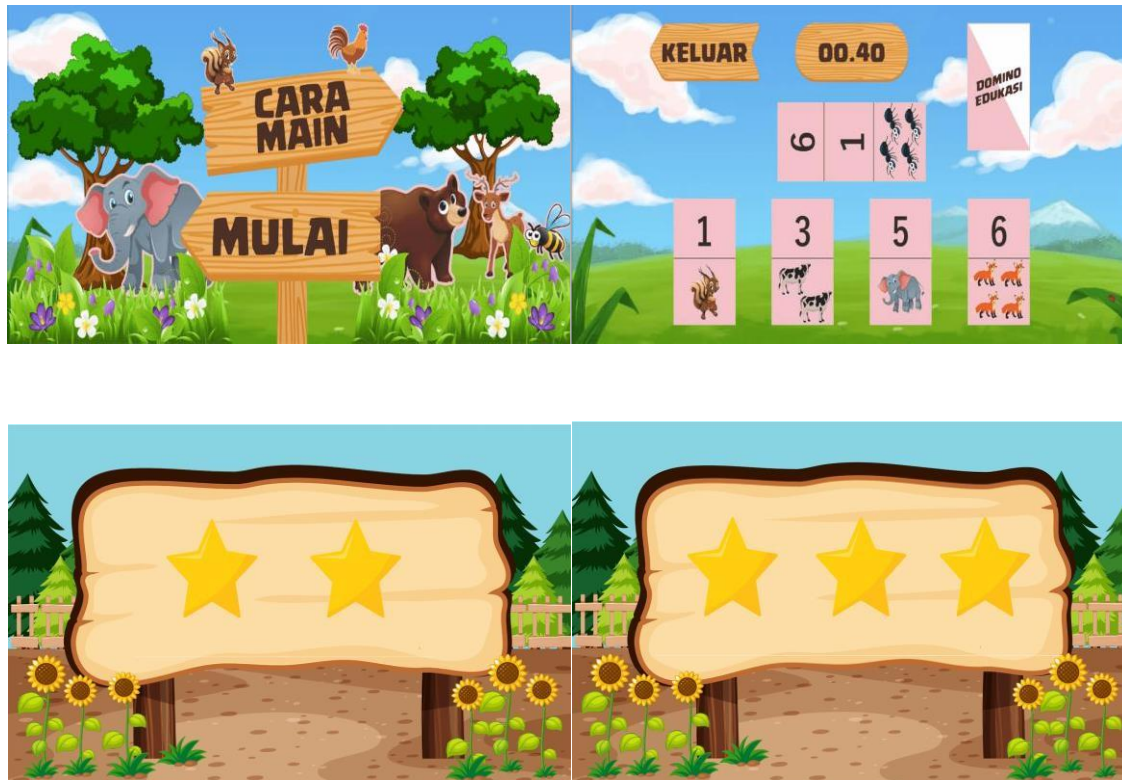 CARA
MAIN
MULAI
KELUAR
00.40
DOMINO
EDUKASI
6
1
1
3
5
6